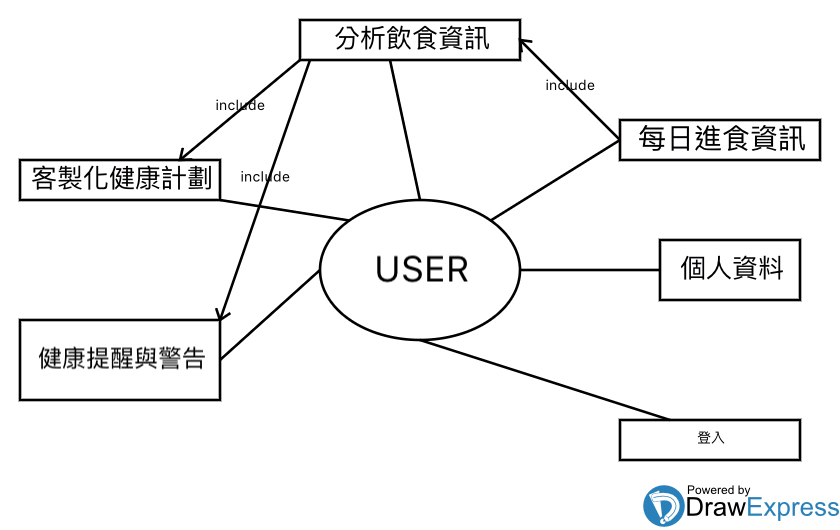 分析飲食資訊
include
include
每日進食資訊
include
客製化健康計劃
USER
個人資料
健康提醒與警告
登入
Powered by
DrawExpress